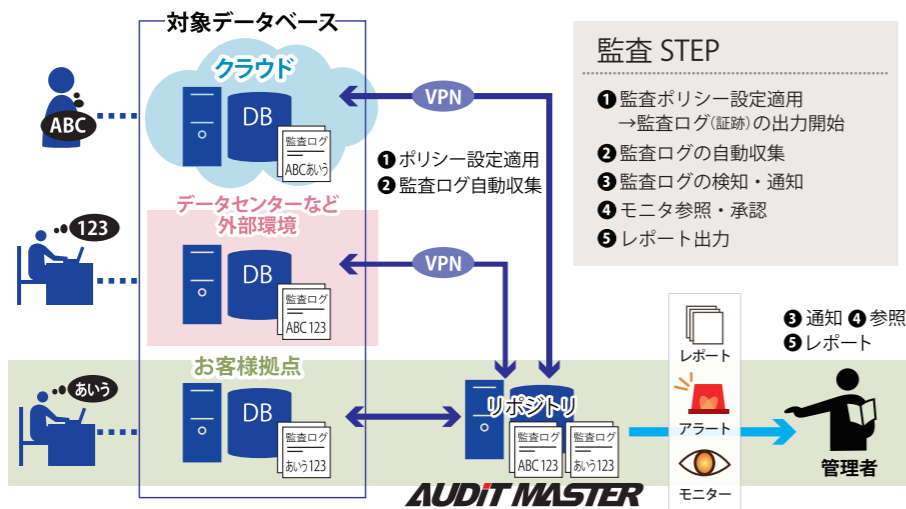 対象データベース
クラウド
ABC
DB
監査ログ
ABCあいう
VPN
❶ポリシー設定適用
❷監査ログ自動収集
監査 STEP
❶監査ポリシー設定適用
→監査ログ(証跡)の出力開始
❷監査ログの自動収集
❸監査ログの検知・通知
❹モニタ参照・承認
❺レポート出力
データセンターなど
外部環境
123
DB
監査ログ
ABC 123
VPN
お客様拠点
あいう
DB
監査ログ
あいう123
リポジトリ
監査ログ
ABC 123
監査ログ
あいう123
AUDiT MASTER
レポート
アラート
モニター
❸通知 ❹参照
❺レポート
管理者